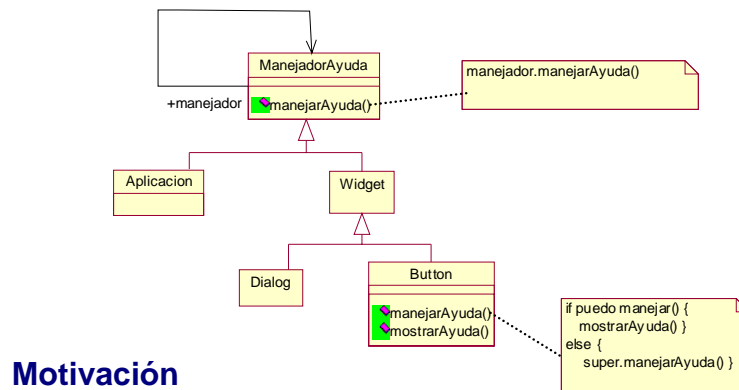 ManejadorAyuda
manejador.manejarAyuda()
+manejador
manejarAyuda()
Aplicacion
Widget
Dialog
Button
manejarAyuda()
mostrarAyuda()
if puedo manejar() {
mostrarAyuda() }
else {
super.manejarAyuda() }
Motivación